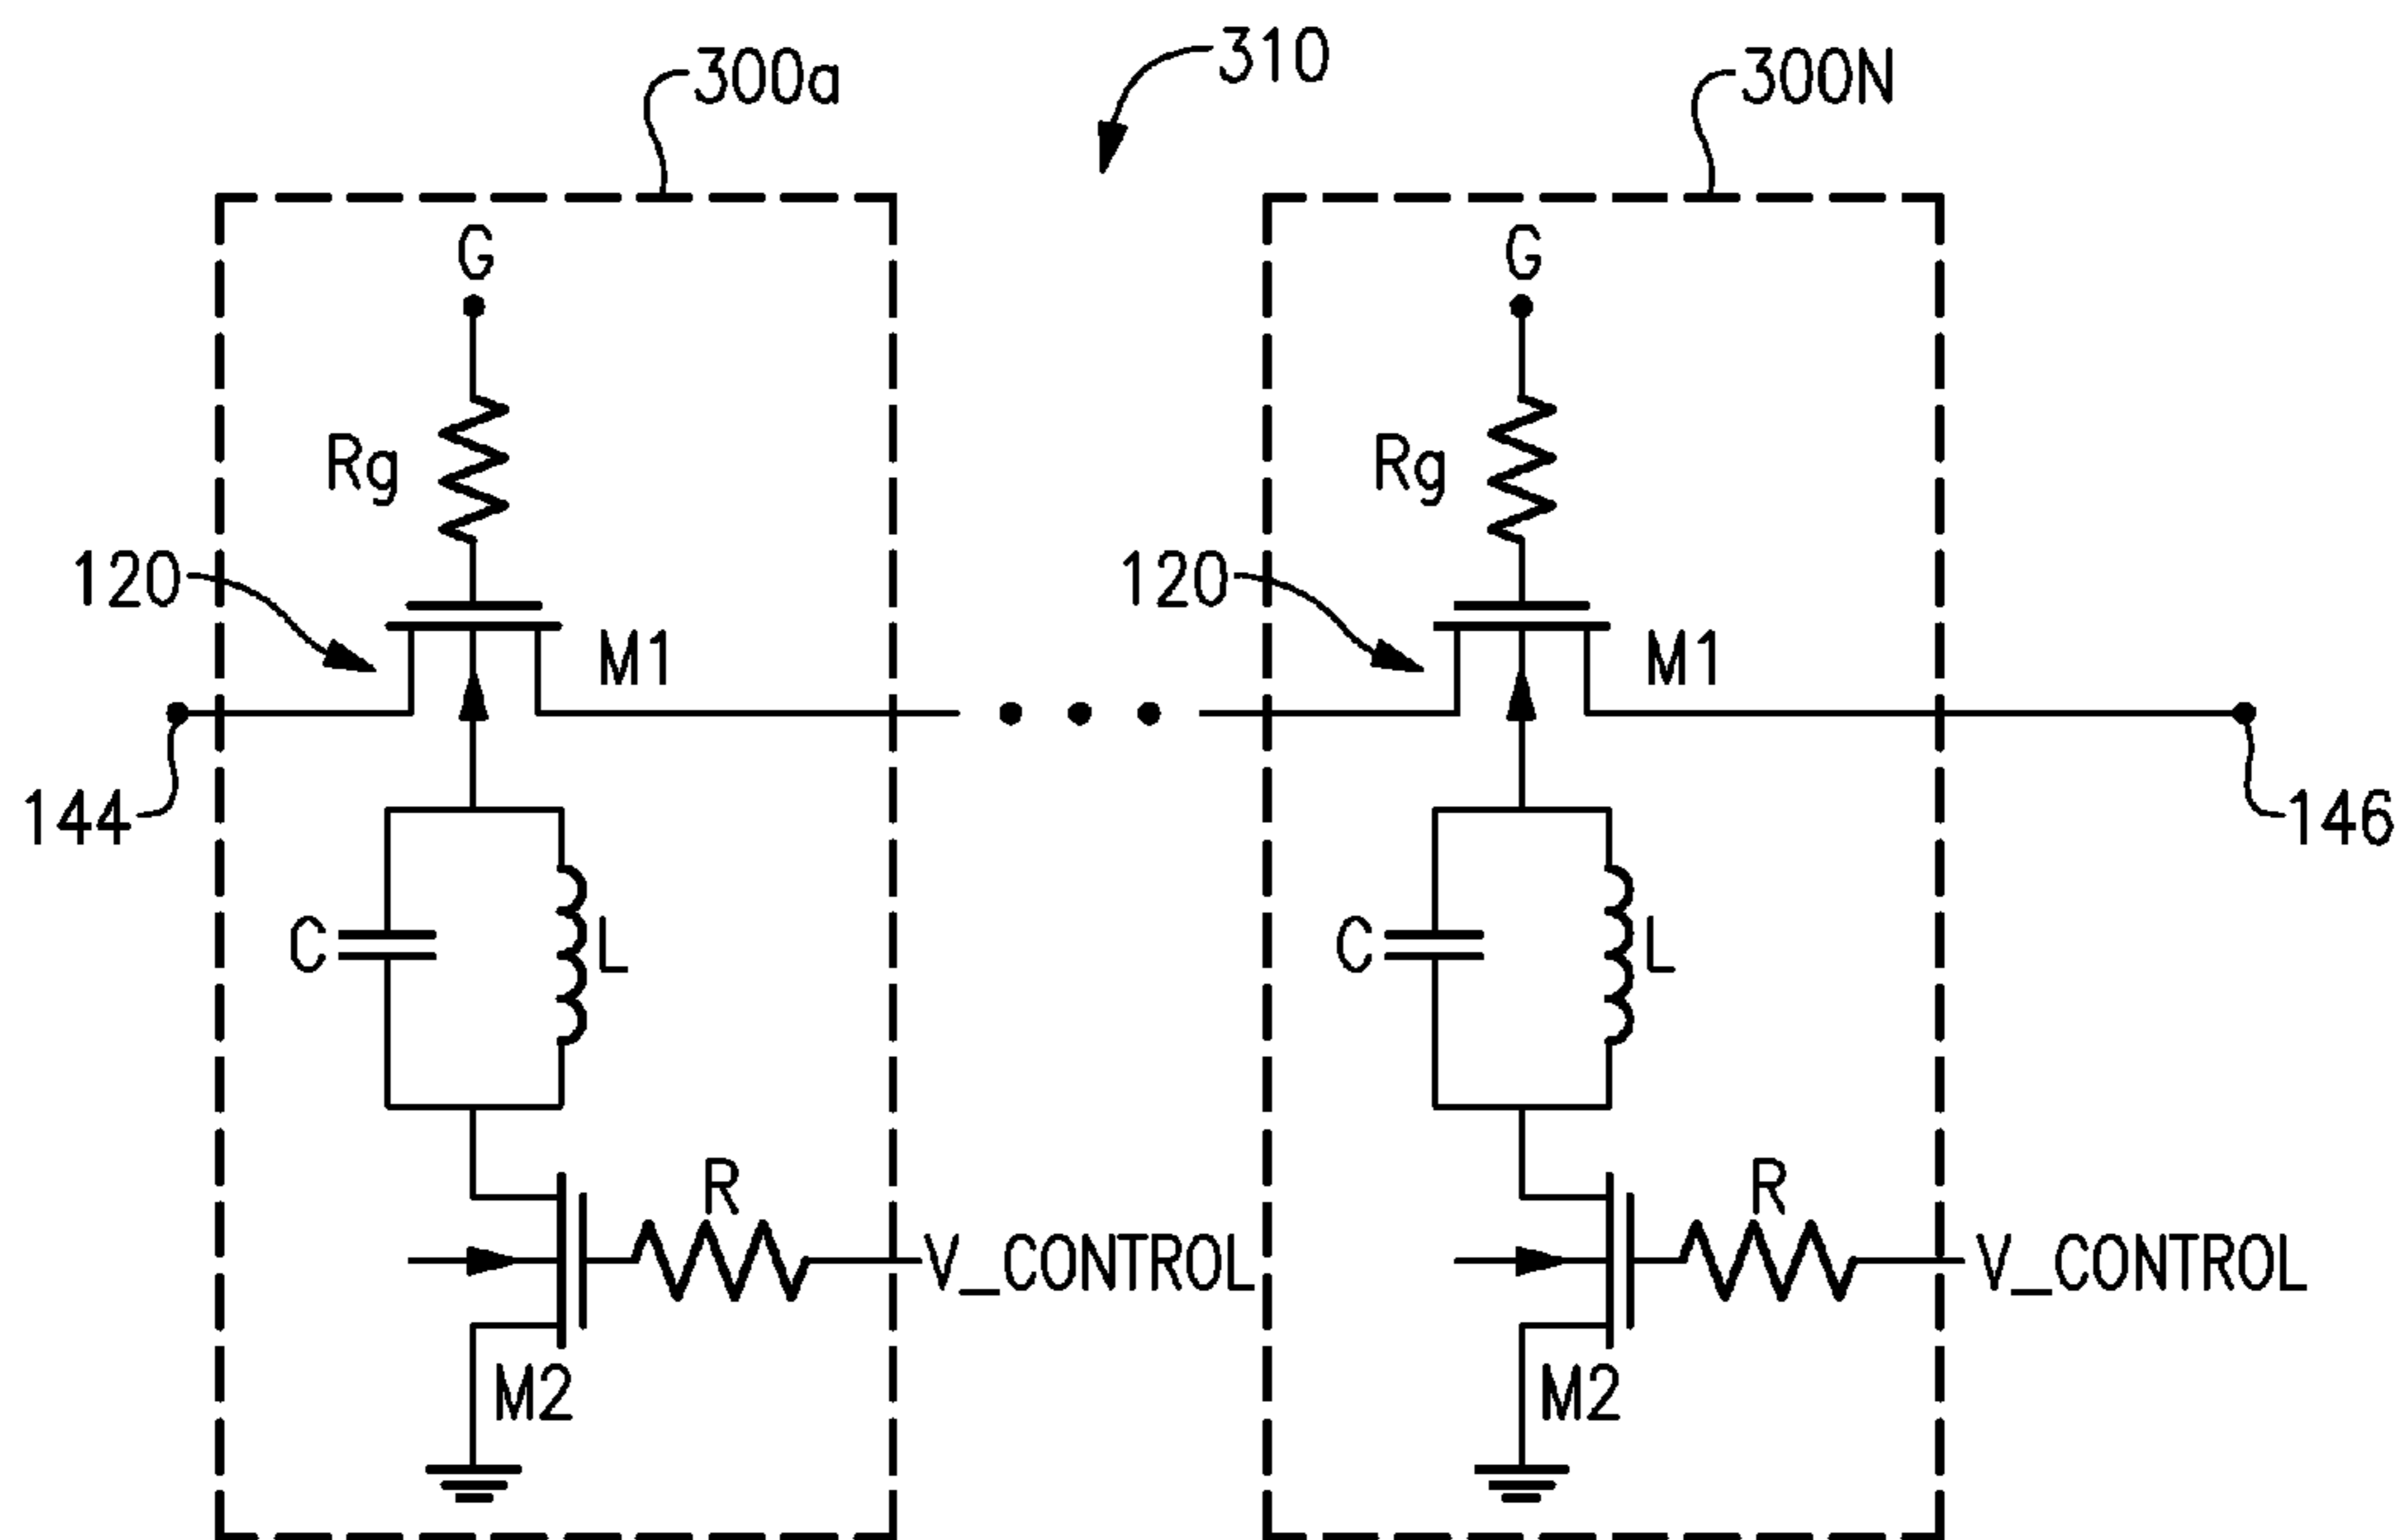 310
300a
300N
G
G
Rg
Rg
120
120
M1
M1
144
146
C
L
C
L
R
R
V_CONTROL
V_CONTROL
M2
M2